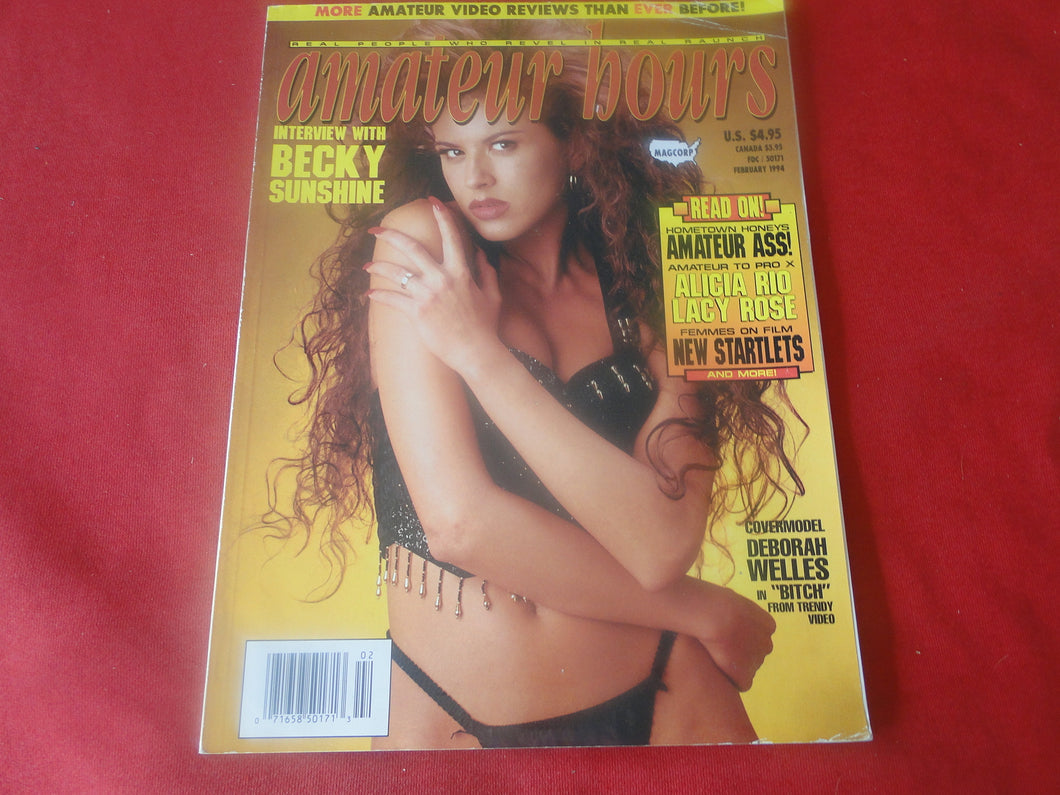 MORE AMATEUR VIDEO REVIEWS THAN EVER BEFORE!
REAL PEOPLE WHO REVEL IN REAL RAUNCH
amateur hours
INTERVIEW WITH
BECKY
SUNSHINE
U.S. $4.95
CANADA $5.95
FDC : 50171
FEBRUARY 1994
MAGCORP
READ ON!
HOMETOWN HONEYS
AMATEUR ASS!
AMATEUR TO PRO X
ALICIA RIO
LACY ROSE
FEMMES ON FILM
NEW STARTLETS
AND MORE!
COVERMODEL
DEBORAH
WELLES
IN "BITCH"
FROM TRENDY
VIDEO
02
0 71658 50171 3